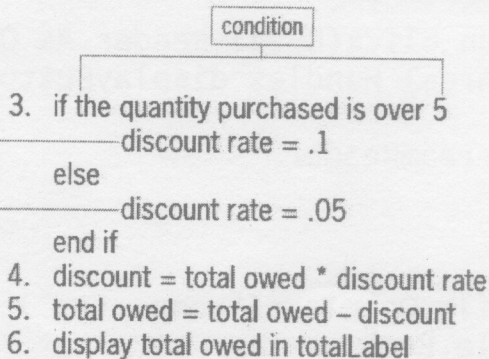 condition
3. if the quantity purchased is over 5
discount rate = .1
else
discount rate = .05
end if
4. discount = total owed * discount rate
5. total owed = total owed – discount
6. display total owed in totalLabel